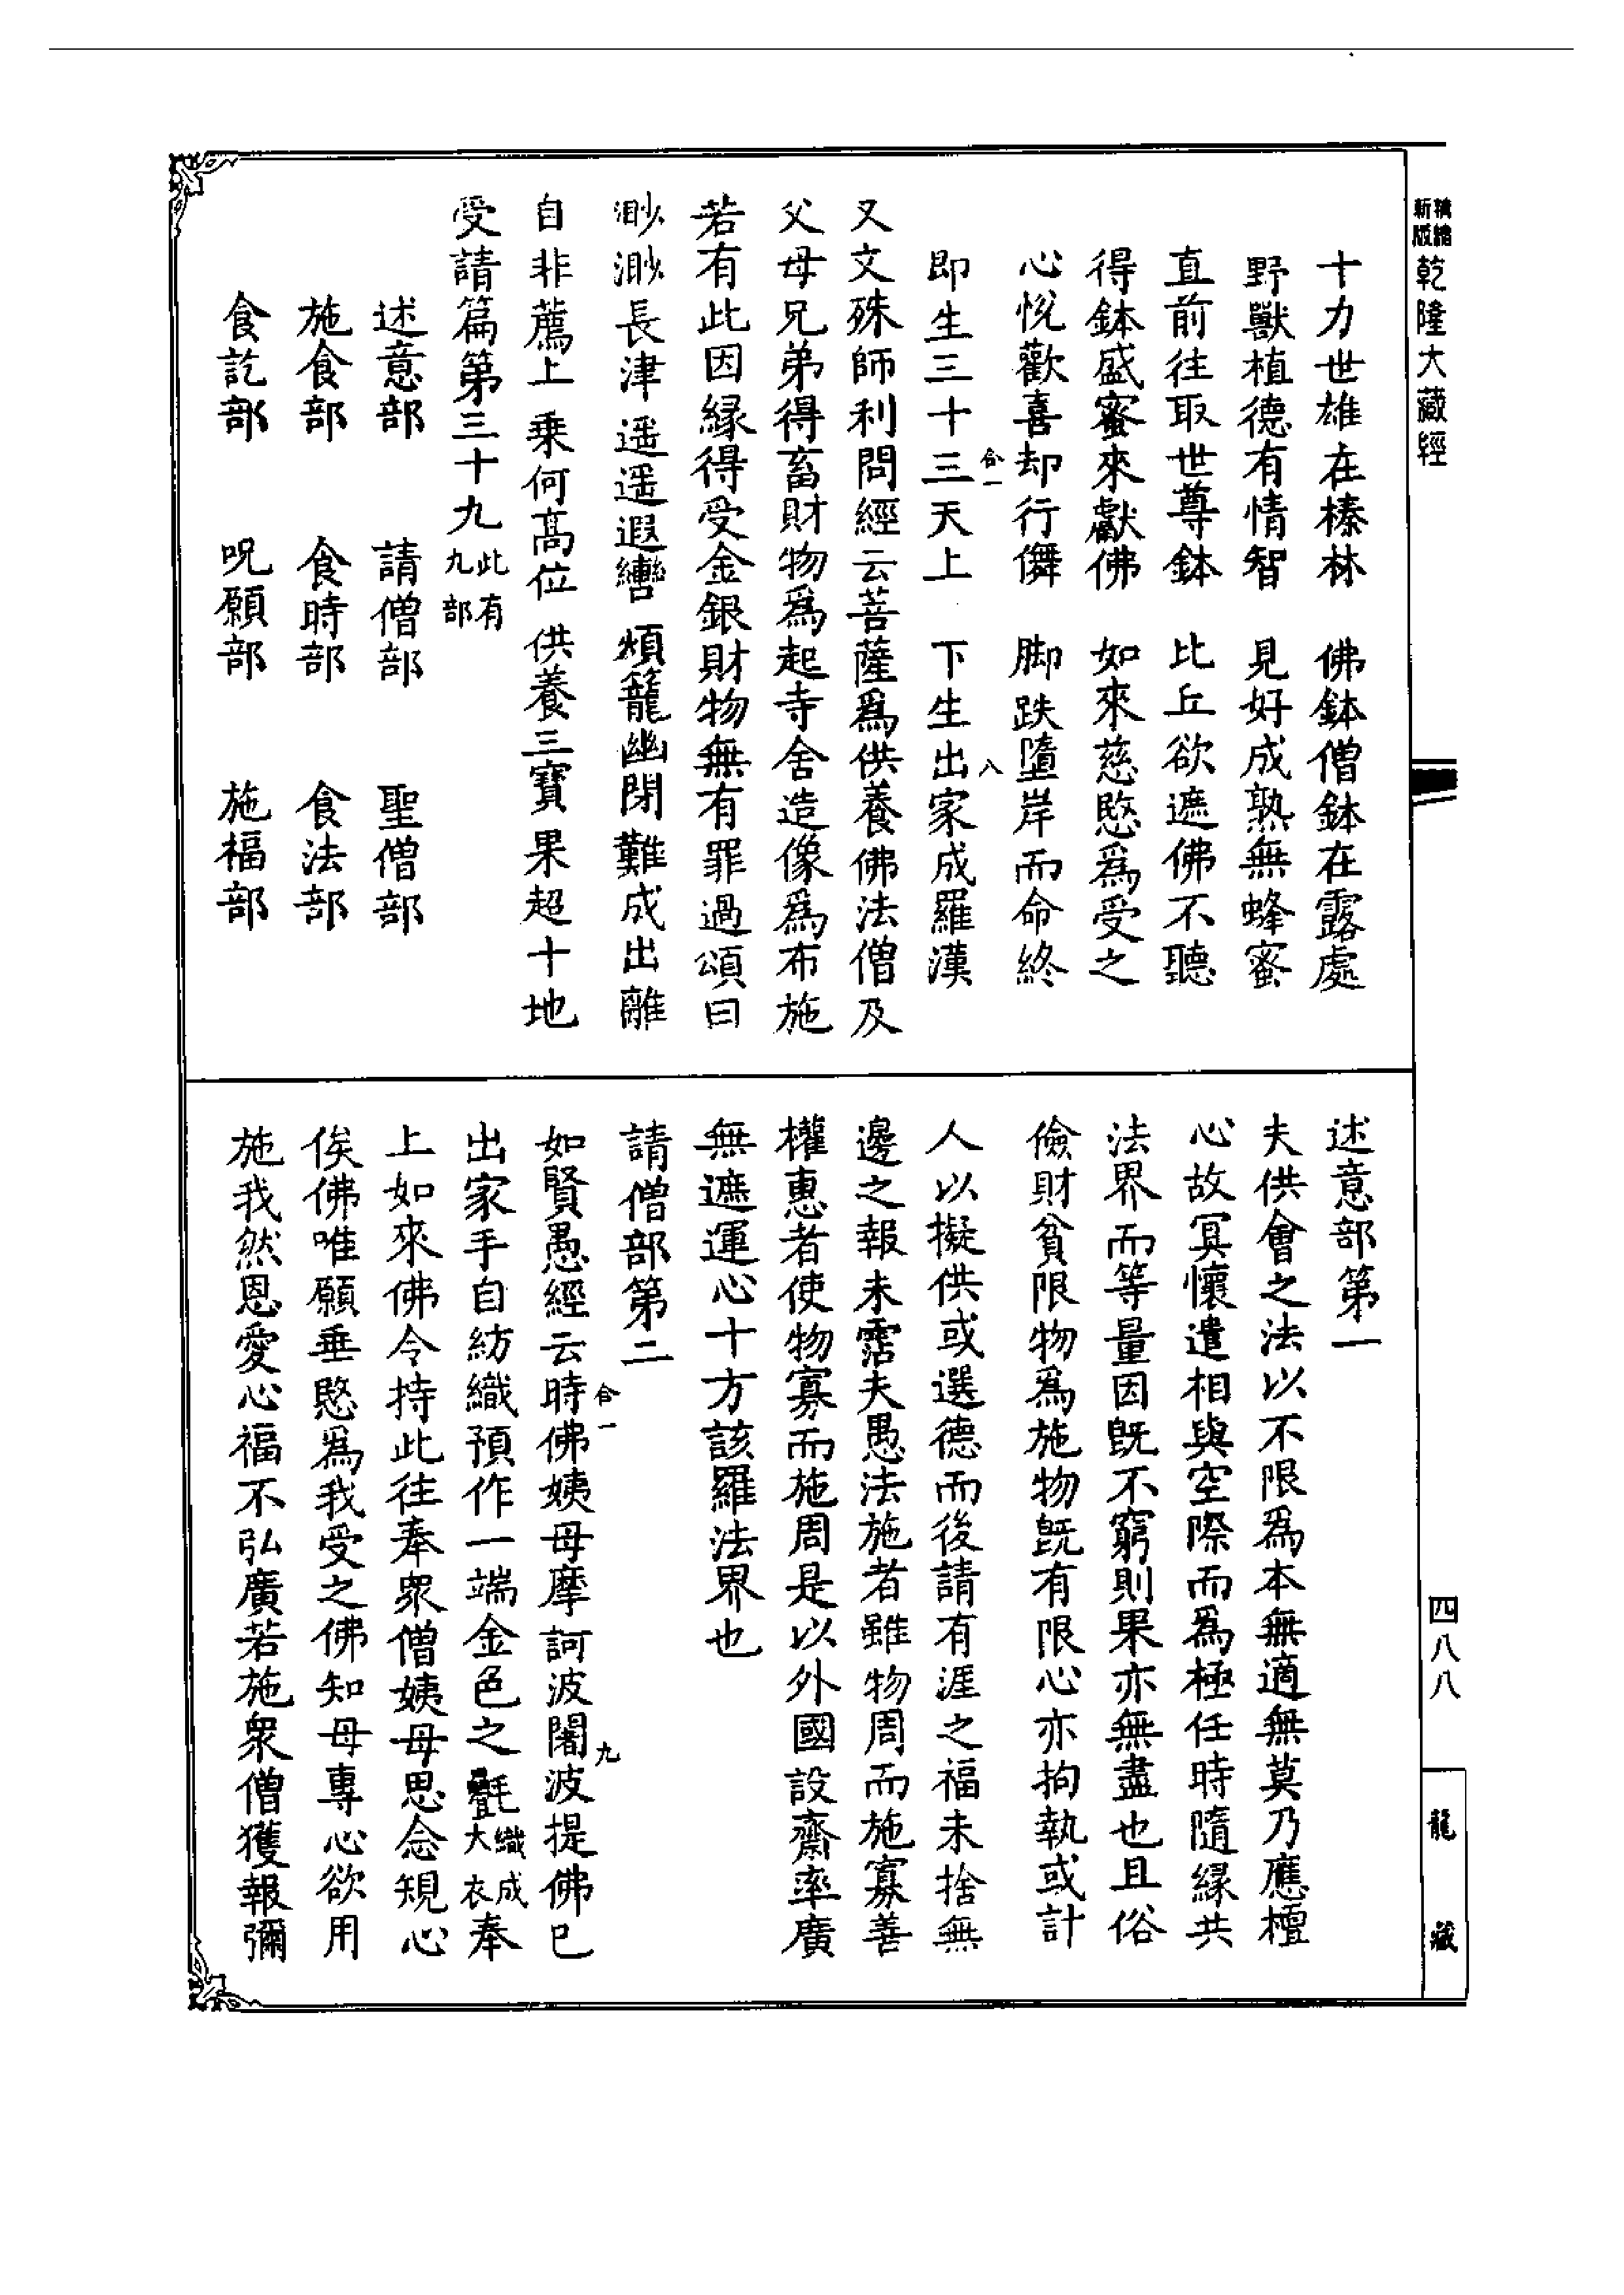 精縮新版乾隆大藏經
十力世雄在榛林　佛鉢僧鉢在露處
野獸植德有情智　見好成熟無蜂蜜
直前往取世尊鉢　比丘欲遮佛不聽
得鉢盛蜜來獻佛　如來慈愍爲受之
心悅歡喜却行儛　脚跌墮岸而命終
合一　八
即生三十三天上　下生出家成羅漢
又文殊師利問經云菩薩爲供養佛法僧及
父母兄弟得畜財物爲起寺舍造像爲布施
若有此因緣得受金銀財物無有罪過頌曰
渺渺長津　遥遥遐轡　煩籠幽閉　難成出離
自非薦上　乗何髙位　供養三寶　果超十地
受請篇第三十九此有九部
述意部　請僧部　聖僧部
施食部　食時部　食法部
食訖部　呪願部　施福部
述意部第一
夫供會之法以不限爲本無適無莫乃應檀
心故冥懷遣相與空際而爲極任時隨緣共
法界而等量因旣不窮則果亦無盡也且俗
儉財貧限物爲施物旣有限心亦拘執或計
人以擬供或選德而後請有涯之福未捨無
邊之報未霑夫愚法施者雖物周而施寡善
權惠者使物寡而施周是以外國設齋率廣
無遮運心十方該羅法界也
請僧部第二
合一　九
如賢愚經云時佛姨母摩訶波闍波提佛已
出家手自紡織預作一端金色之㲲毛織成大衣奉
上如來佛令持此往奉衆僧姨母思念規心
俟佛唯願垂愍爲我受之佛知母專心欲用
施我然恩愛心福不弘廣若施衆僧獲報彌
四八八
龍藏